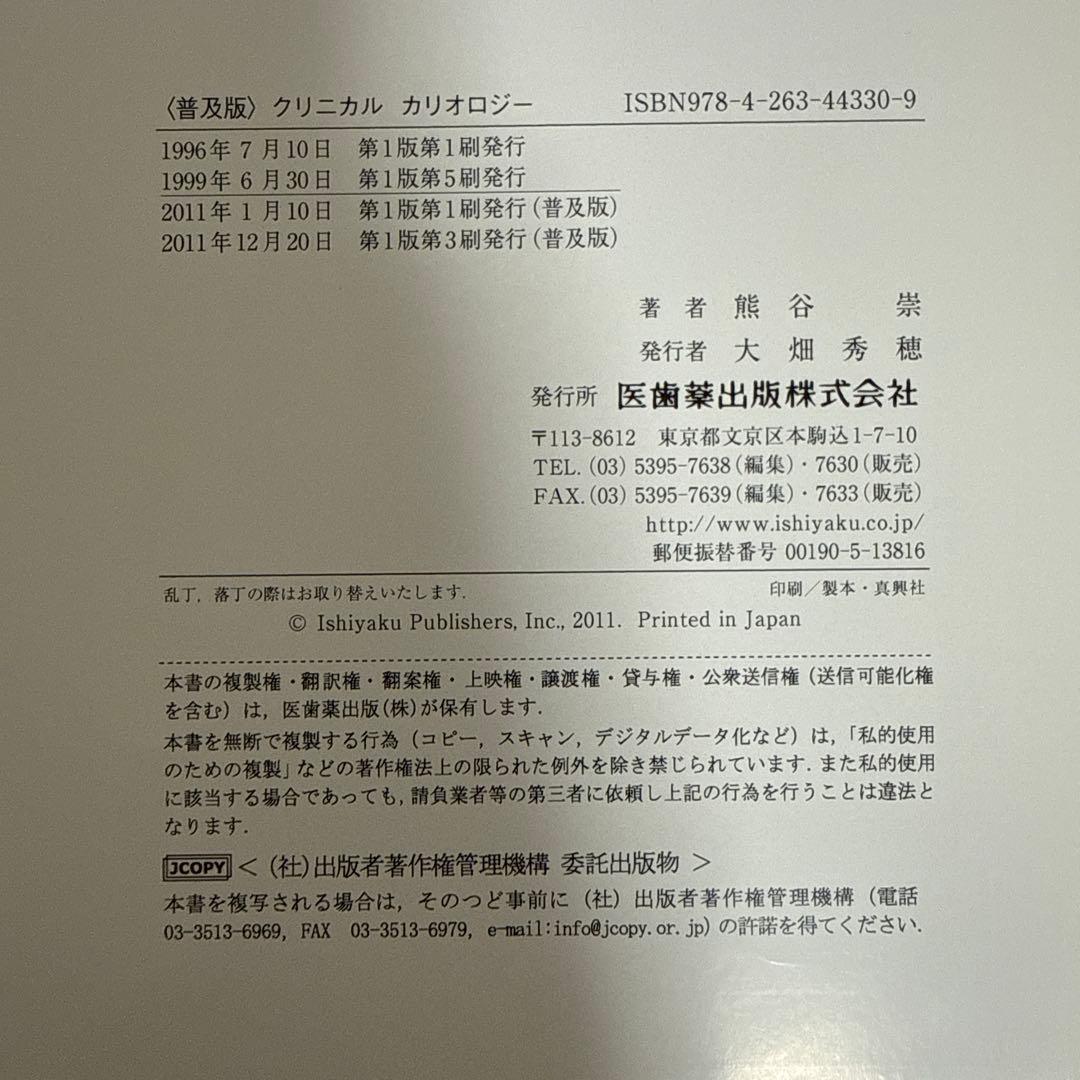 〈普及版〉クリニカル カリオロジー ISBN978-4-263-44330-9
1996年 7 月10日 第1版第1刷発行
1999年 6 月30日 第1版第5刷発行
2011年 1 月10日 第1版第1刷発行(普及版)
2011年12月20日 第1版第3刷発行(普及版)
著 者 熊 谷 崇
発行者 大 畑 秀 穂
発行所 医歯薬出版株式会社
〒113-8612 東京都文京区本駒込1-7-10
TEL.(03) 5395-7638(編集)・7630(販売)
FAX.(03) 5395-7639(編集)・7633(販売)
http://www.ishiyaku.co.jp/
郵便振替番号 00190-5-13816
乱丁，落丁の際はお取り替えいたします． 印刷／製本・真興社
© Ishiyaku Publishers, Inc., 2011. Printed in Japan
本書の複製権・翻訳権・翻案権・上映権・譲渡権・貸与権・公衆送信権（送信可能化権
を含む）は，医歯薬出版(株)が保有します．
本書を無断で複製する行為（コピー，スキャン，デジタルデータ化など）は，「私的使用
のための複製」などの著作権法上の限られた例外を除き禁じられています．また私的使用
に該当する場合であっても，請負業者等の第三者に依頼し上記の行為を行うことは違法と
なります．
JCOPY ＜（社）出版者著作権管理機構 委託出版物＞
本書を複写される場合は，そのつど事前に（社）出版者著作権管理機構（電話
03-3513-6969, FAX 03-3513-6979, e-mail:info@jcopy.or.jp）の許諾を得てください．